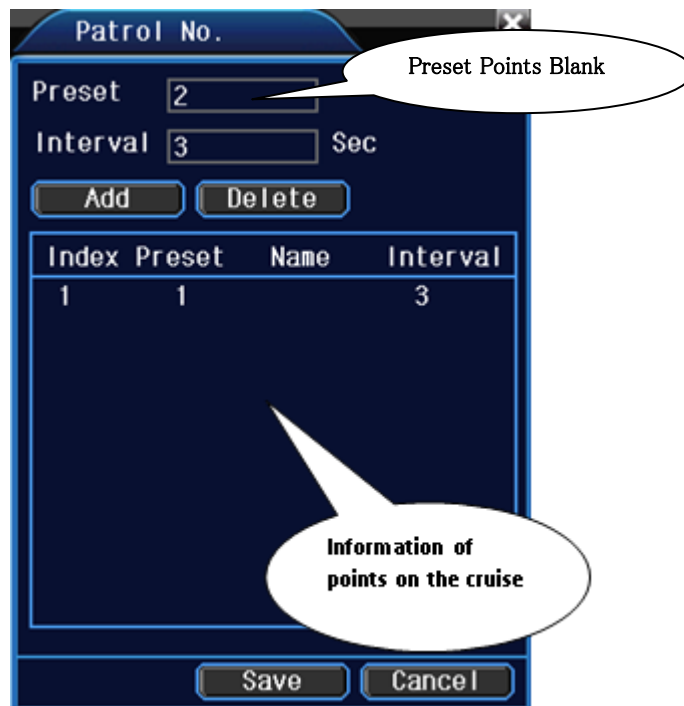 Patrol No.
X
Preset Points Blank
Preset 2
Interval 3 Sec
Add Delete
Index Preset Name Interval
1 1 3
Information of
points on the cruise
Save Cancel